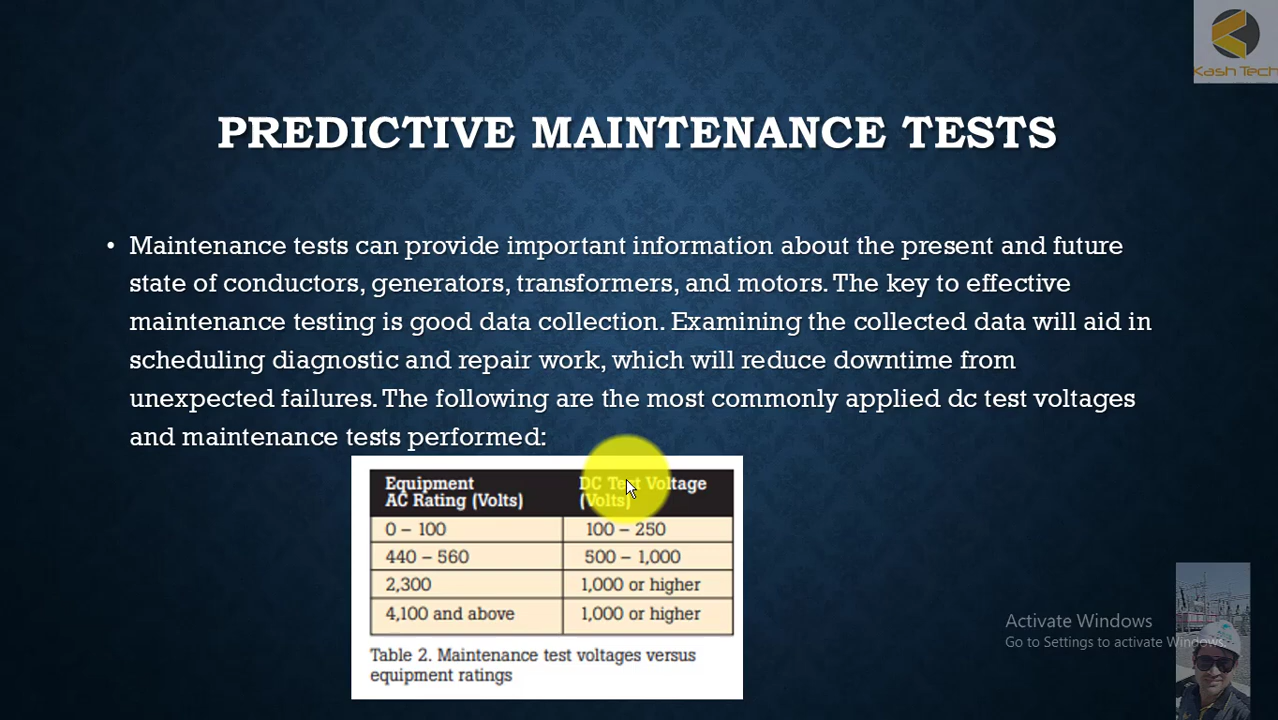 Kash Tech
PREDICTIVE MAINTENANCE TESTS
• Maintenance tests can provide important information about the present and future
state of conductors, generators, transformers, and motors. The key to effective
maintenance testing is good data collection. Examining the collected data will aid in
scheduling diagnostic and repair work, which will reduce downtime from
unexpected failures. The following are the most commonly applied dc test voltages
and maintenance tests performed:
Equipment AC Rating (Volts) DC Test Voltage (Volts)
0 – 100 100 – 250
440 – 560 500 – 1,000
2,300 1,000 or higher
4,100 and above 1,000 or higher
Table 2. Maintenance test voltages versus
equipment ratings
Activate Windows
Go to Settings to activate Windows.